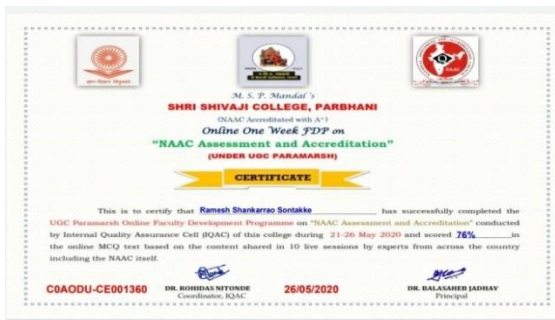 M. S. P. Mandal's
SHRI SHIVAJI COLLEGE, PARBHANI
(NAAC Accreditated with A+)
Online One Week FDP on
"NAAC Assessment and Accreditation"
(UNDER UGC PARAMARSH)
CERTIFICATE
This is to certify that Ramesh Shankarrao Sontakke has successfully completed the
UGC Paramarsh Online Faculty Development Programme on "NAAC Assessment and Accreditation" conducted
by Internal Quality Assurance Cell (IQAC) of this college during 21-26 May 2020 and scored 76% in
the online MCQ test based on the content shared in 10 live sessions by experts from across the country
including the NAAC itself.
C0AODU-CE001360
DR. ROHIDAS NITONDE
Coordinator, IQAC
26/05/2020
DR. BALASAHEB JADHAV
Principal